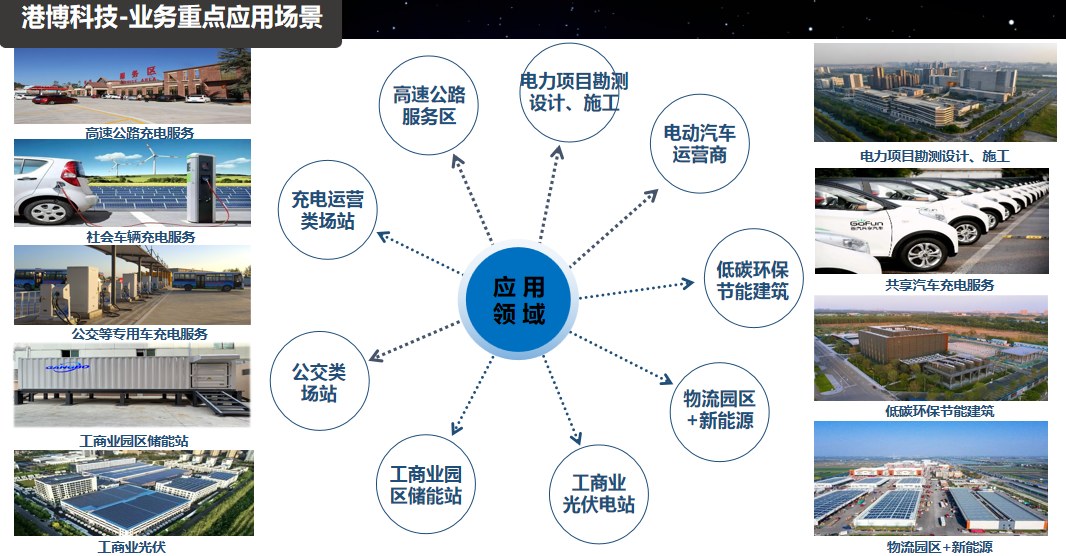 港博科技-业务重点应用场景
服务区
高速公路充电服务
社会车辆充电服务
公交等专用车充电服务
GANGBO
工商业园区储能站
工商业光伏
高速公路
服务区
电力项目勘测
设计、施工
电动汽车
运营商
充电运营
类场站
低碳环保
节能建筑
应用
领域
公交类
场站
物流园区
+新能源
工商业园
区储能站
工商业
光伏电站
电力项目勘测设计、施工
GOFUN
共享汽车充电服务
低碳环保节能建筑
物流园区+新能源